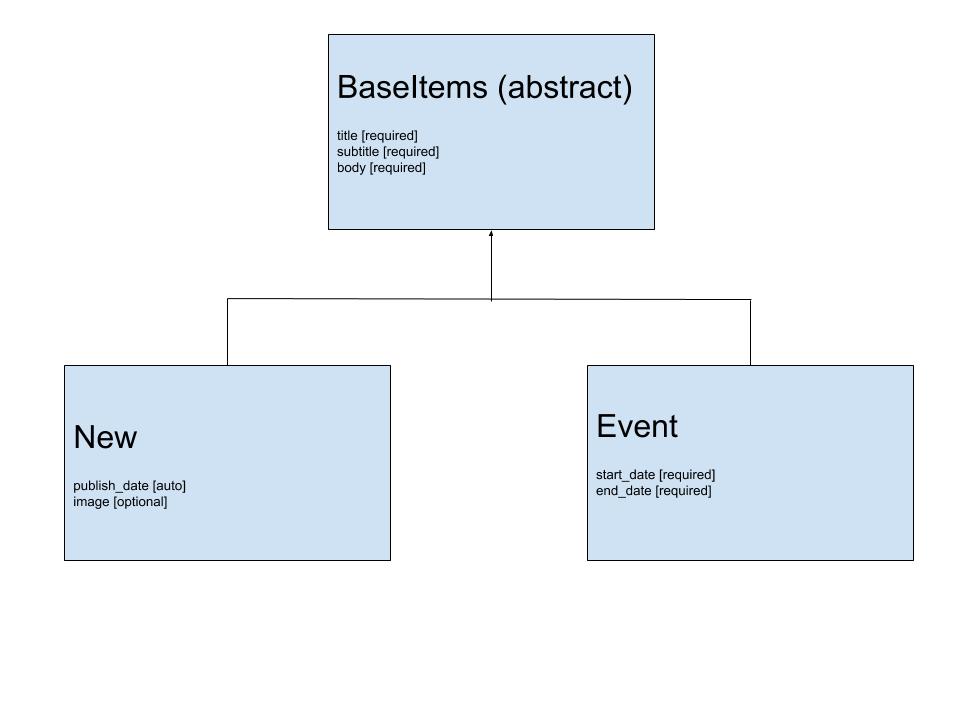 BaseItems (abstract)
title [required]
subtitle [required]
body [required]
New
publish_date [auto]
image [optional]
Event
start_date [required]
end_date [required]